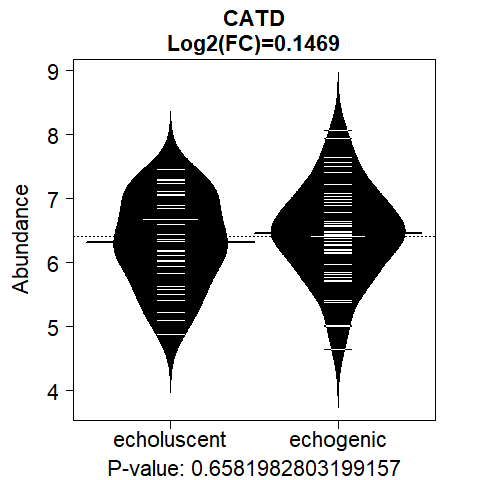 CATD
Log2(FC)=0.1469
Abundance
9
8
7
6
5
4
echoluscent echogenic
P-value: 0.6581982803199157